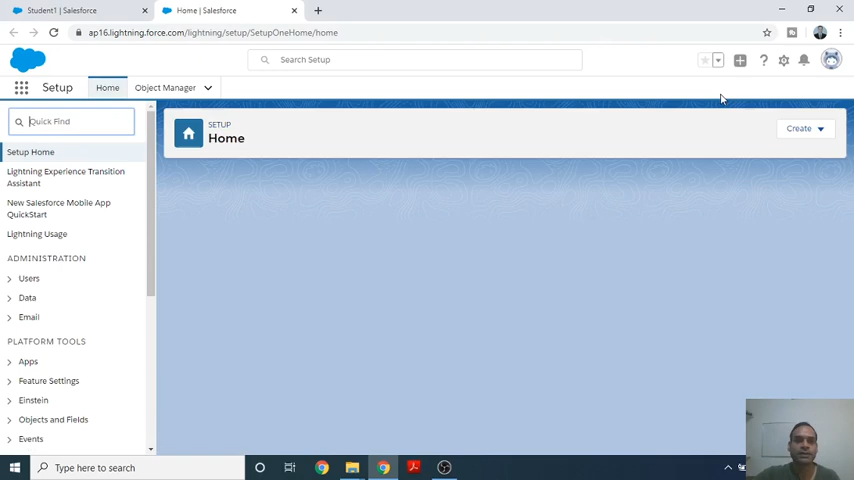 Student1 | Salesforce
Home | Salesforce
ap16.lightning.force.com/lightning/setup/SetupOneHome/home
Search Setup
Setup
Home
Object Manager
Quick Find
SETUP
Home
Create
Setup Home
Lightning Experience Transition
Assistant
New Salesforce Mobile App
QuickStart
Lightning Usage
ADMINISTRATION
Users
Data
Email
PLATFORM TOOLS
Apps
Feature Settings
Einstein
Objects and Fields
Events
Type here to search